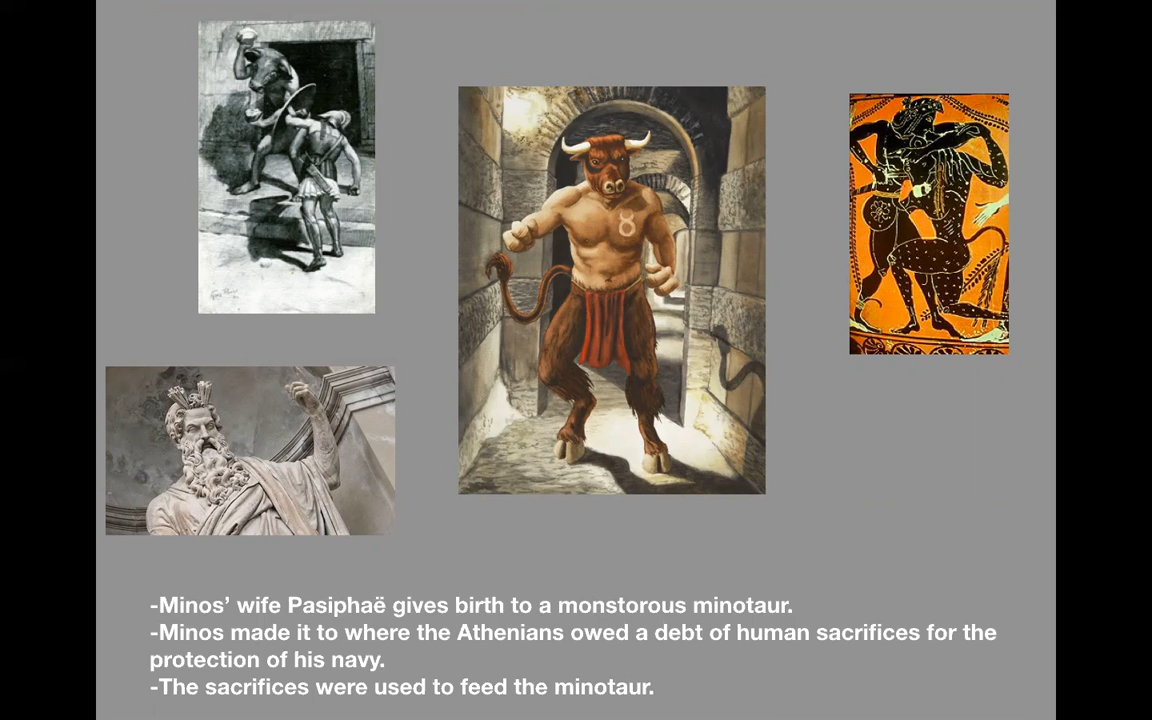 -Minos’ wife Pasiphaë gives birth to a monstorous minotaur.
-Minos made it to where the Athenians owed a debt of human sacrifices for the
protection of his navy.
-The sacrifices were used to feed the minotaur.